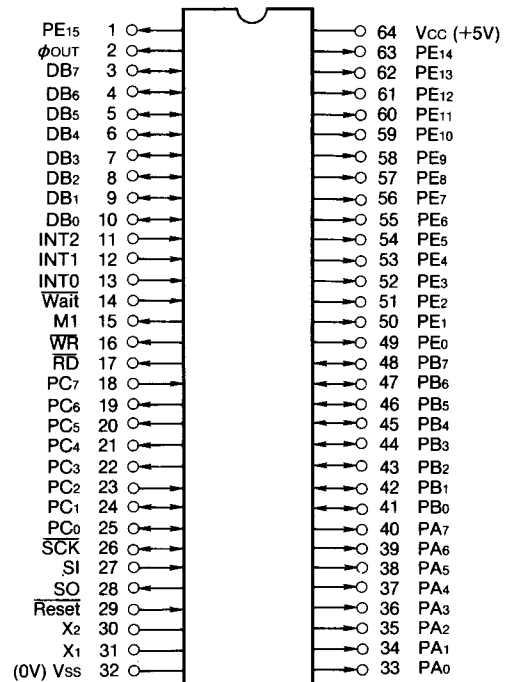 PE15 1 64 Vcc (+5V)
ϕOUT 2 63 PE14
DB7 3 62 PE13
DB6 4 61 PE12
DB5 5 60 PE11
DB4 6 59 PE10
DB3 7 58 PE9
DB2 8 57 PE8
DB1 9 56 PE7
DB0 10 55 PE6
INT2 11 54 PE5
INT1 12 53 PE4
INT0 13 52 PE3
Wait 14 51 PE2
M1 15 50 PE1
WR 16 49 PE0
RD 17 48 PB7
PC7 18 47 PB6
PC6 19 46 PB5
PC5 20 45 PB4
PC4 21 44 PB3
PC3 22 43 PB2
PC2 23 42 PB1
PC1 24 41 PB0
PC0 25 40 PA7
SCK 26 39 PA6
SI 27 38 PA5
SO 28 37 PA4
Reset 29 36 PA3
X2 30 35 PA2
X1 31 34 PA1
(0V) Vss 32 33 PA0